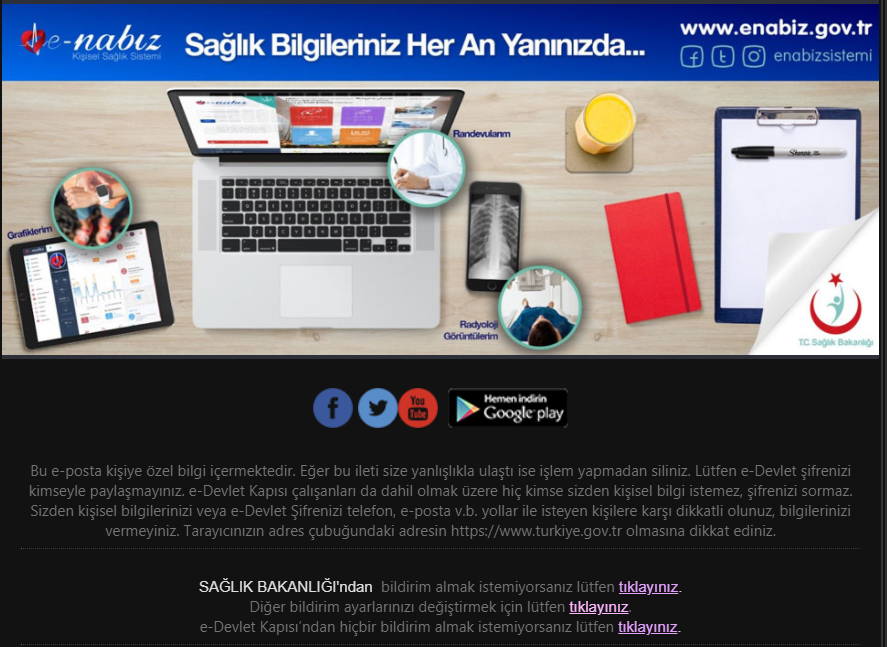 e-nabız
Kişisel Sağlık Sistemi
Sağlık Bilgileriniz Her An Yanınızda...
www.enabiz.gov.tr
enabizsistemi
Randevularım
Sharpie
Grafiklerim
e-nabız
Radyoloji
Görüntülerim
T.C. Sağlık Bakanlığı
You
Tube
Hemen indirin
Google play
Bu e-posta kişiye özel bilgi içermektedir. Eğer bu ileti size yanlışlıkla ulaştı ise işlem yapmadan siliniz. Lütfen e-Devlet şifrenizi
kimseyle paylaşmayınız. e-Devlet Kapısı çalışanları da dahil olmak üzere hiç kimse sizden kişisel bilgi istemez, şifrenizi sormaz.
Sizden kişisel bilgilerinizi veya e-Devlet Şifrenizi telefon, e-posta v.b. yollar ile isteyen kişilere karşı dikkatli olunuz, bilgilerinizi
vermeyiniz. Tarayıcınızın adres çubuğundaki adresin https://www.turkiye.gov.tr olmasına dikkat ediniz.
SAĞLIK BAKANLIĞI'ndan bildirim almak istemiyorsanız lütfen tıklayınız.
Diğer bildirim ayarlarınızı değiştirmek için lütfen tıklayınız.
e-Devlet Kapısı'ndan hiçbir bildirim almak istemiyorsanız lütfen tıklayınız.